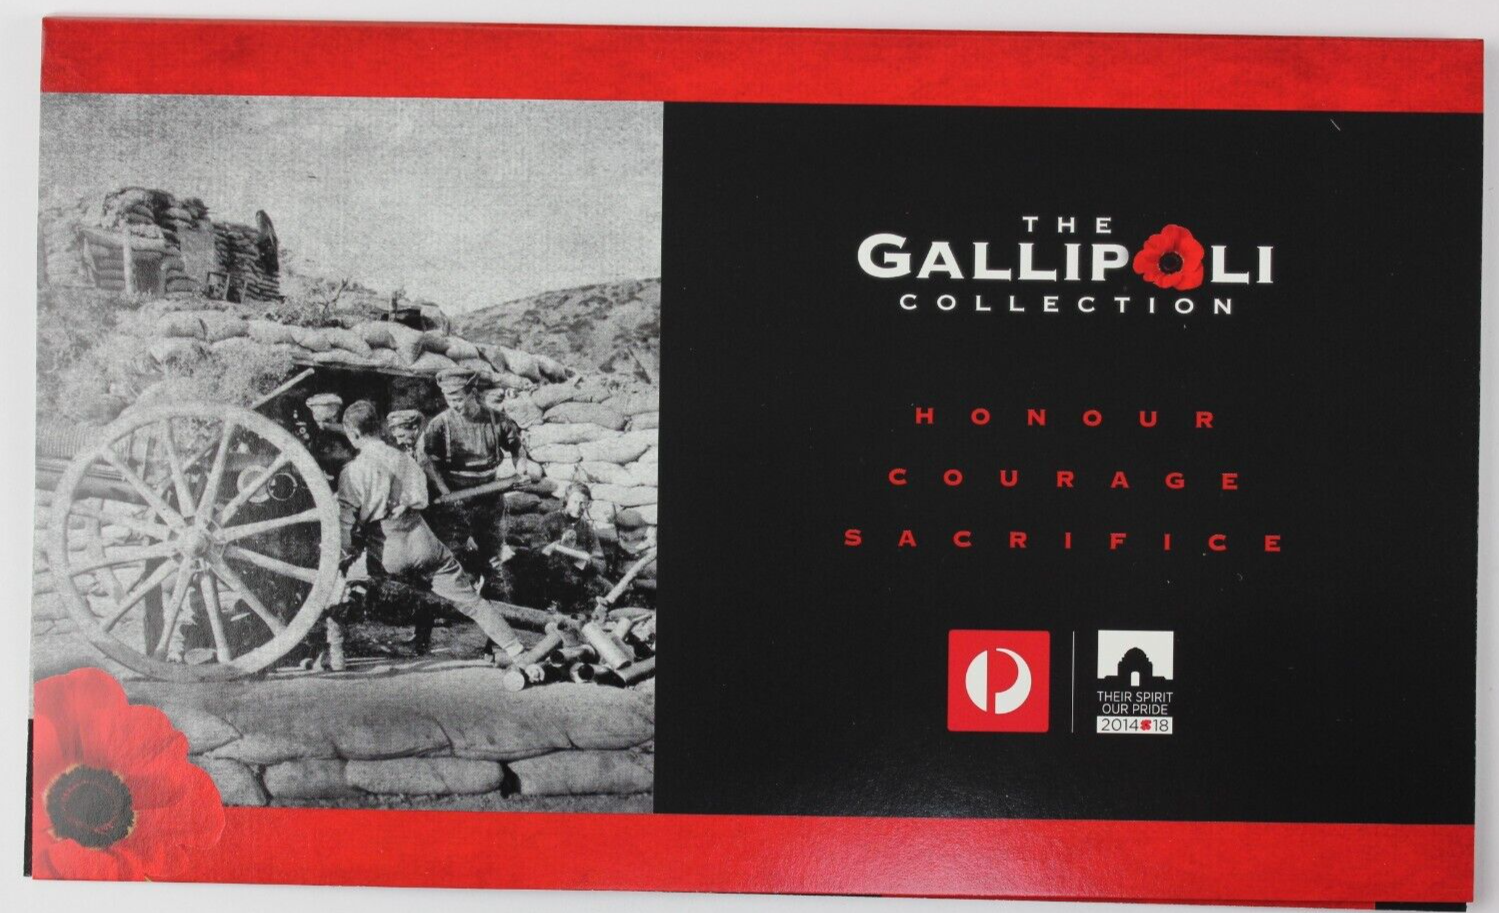 THE
GALLIPOLI
COLLECTION
HONOUR
COURAGE
SACRIFICE
THEIR SPIRIT
OUR PRIDE
2014 18